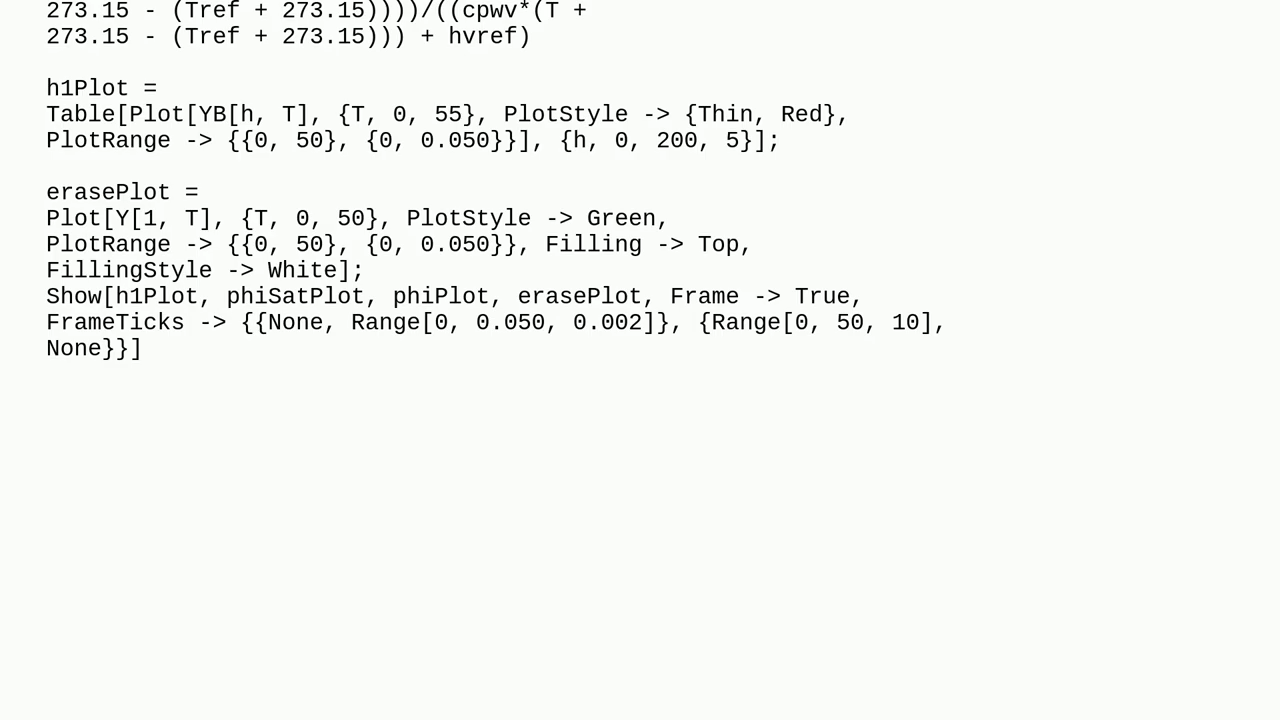 273.15 - (Tref + 273.15))))/((cpwv*(T +
273.15 - (Tref + 273.15))) + hvref)
h1Plot =
Table[Plot[YB[h, T], {T, 0, 55}, PlotStyle -> {Thin, Red},
PlotRange -> {{0, 50}, {0, 0.050}}], {h, 0, 200, 5}];
erasePlot =
Plot[Y[1, T], {T, 0, 50}, PlotStyle -> Green,
PlotRange -> {{0, 50}, {0, 0.050}}, Filling -> Top,
FillingStyle -> White];
Show[h1Plot, phiSatPlot, phiPlot, erasePlot, Frame -> True,
FrameTicks -> {{None, Range[0, 0.050, 0.002]}, {Range[0, 50, 10],
None}}]